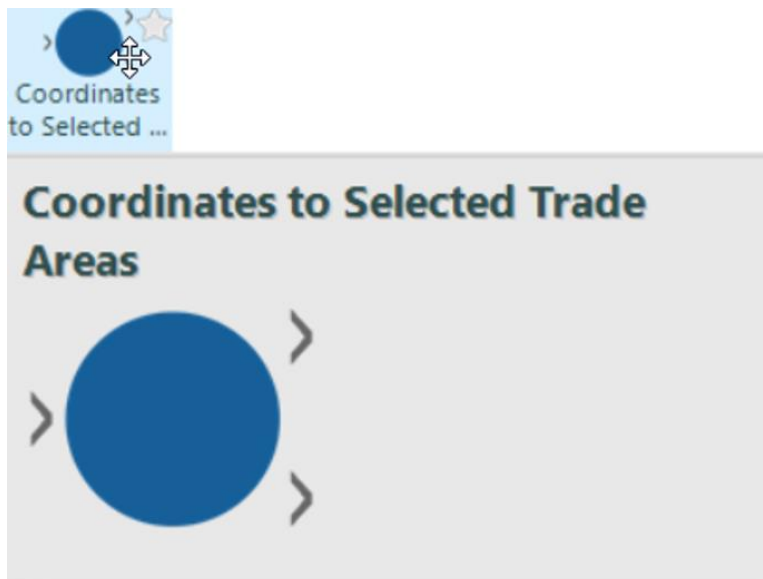 Coordinates
to Selected ...
Coordinates to Selected Trade
Areas